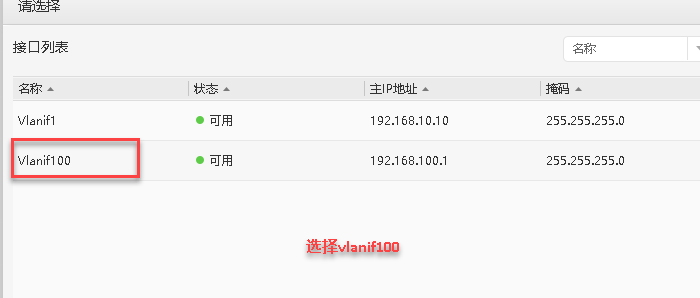 请选择
接口列表
名称
名称 状态 主IP地址 掩码
Vlanif1 可用 192.168.10.10 255.255.255.0
Vlanif100 可用 192.168.100.1 255.255.255.0
选择vlanif100